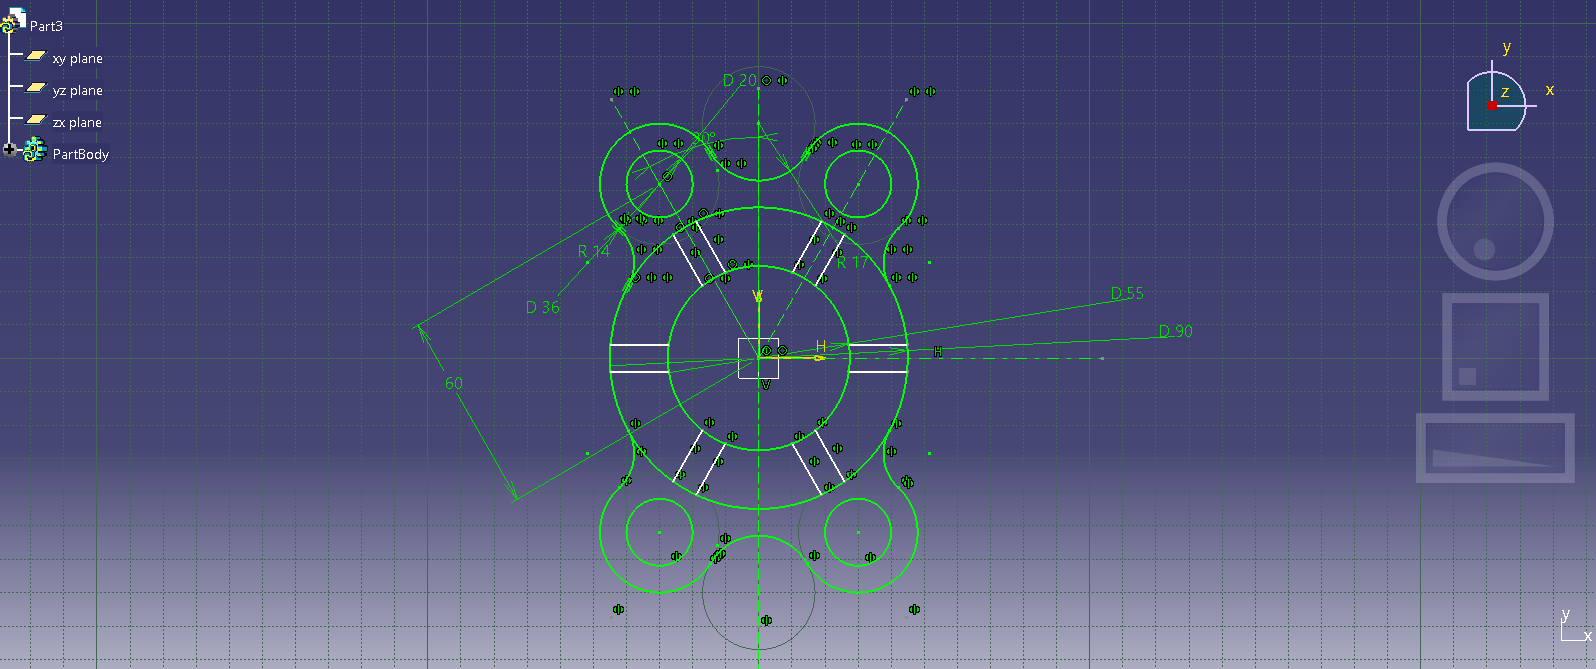 Part3
xy plane
yz plane
zx plane
PartBody
D 20
30°
R 14
D 36
R 17
60
D 55
D 90
V
H
H
V
y
z
x
y
x